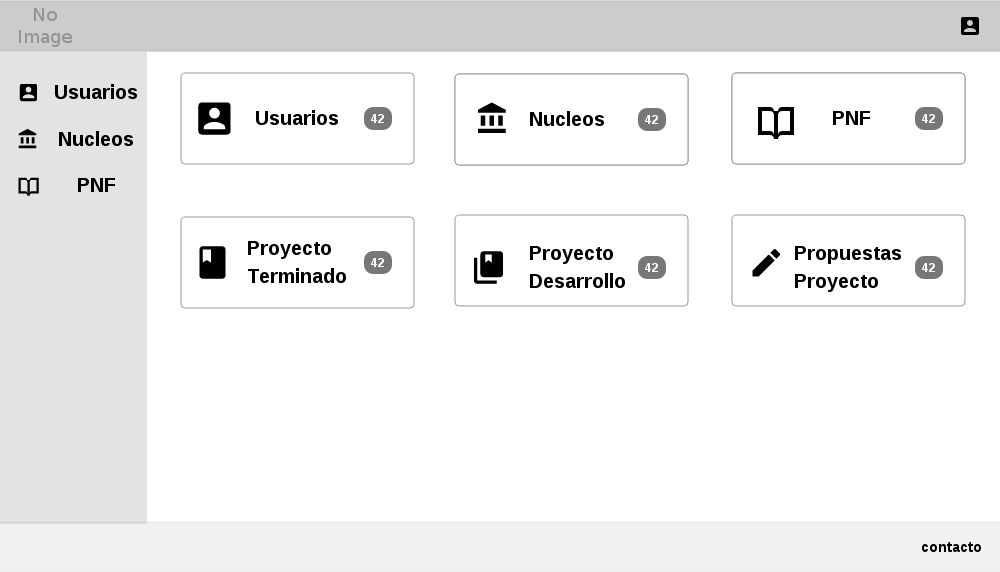 No
Image
Usuarios
Nucleos
PNF
Usuarios 42
Nucleos 42
PNF 42
Proyecto
Terminado 42
Proyecto
Desarrollo 42
Propuestas
Proyecto 42
contacto